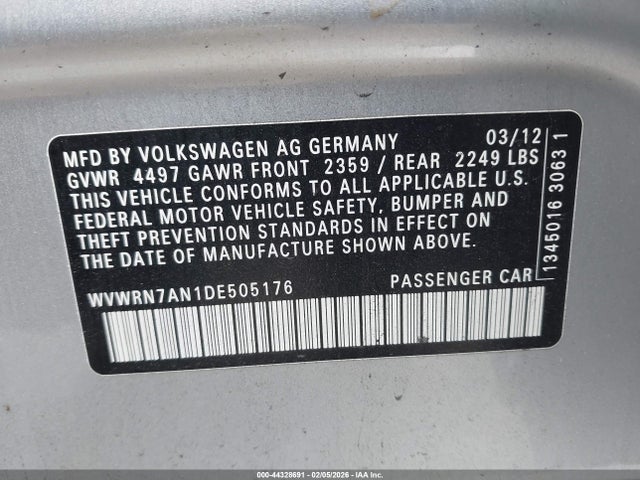 MFD BY VOLKSWAGEN AG GERMANY 03/12
GVWR 4497 GAWR FRONT 2359 / REAR 2249 LBS
THIS VEHICLE CONFORMS TO ALL APPLICABLE U.S.
FEDERAL MOTOR VEHICLE SAFETY, BUMPER AND
THEFT PREVENTION STANDARDS IN EFFECT ON
THE DATE OF MANUFACTURE SHOWN ABOVE.
WVWRN7AN1DE505176 PASSENGER CAR
1345016 3063 1
000-44328691 - 02/05/2026 - IAA Inc.